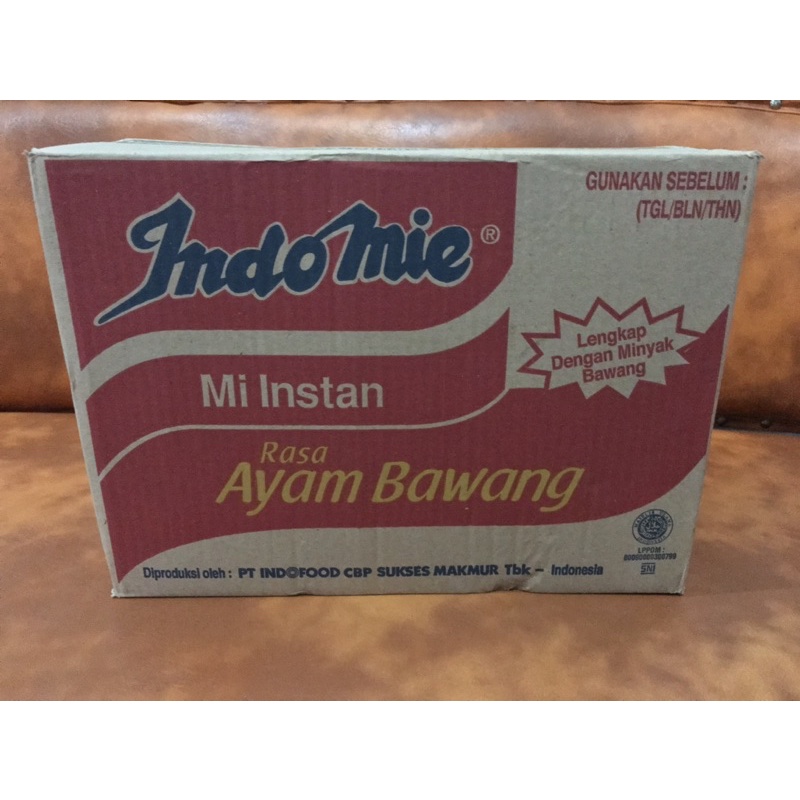 GUNAKAN SEBELUM :
(TGL/BLN/THN)
Indomie®
Lengkap
Dengan Minyak
Bawang
Mi Instan
Rasa
Ayam Bawang
LPPOM :
Diproduksi oleh : PT INDOFOOD CBP SUKSES MAKMUR Tbk – Indonesia
SNI